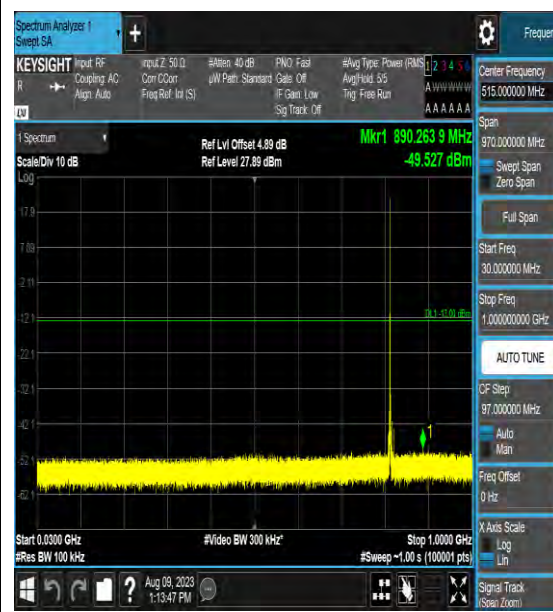 Spectrum Analyzer 1
Swept SA
Frequen
KEYSIGHT
Input: RF
Coupling: AC
Align: Auto
Input Z: 50 Ω
Corr CCorr
Freq Ref: Int (S)
#Atten: 40 dB
µW Path: Standard
PNO: Fast
Gate: Off
IF Gain: Low
Sig Track: Off
#Avg Type: Power (RMS
Avg|Hold: 5/5
Trig: Free Run
1 2 3 4 5 6
A W W W W W
A A A A A A
R
LXI
1 Spectrum
Scale/Div 10 dB
Log
Ref Lvl Offset 4.89 dB
Ref Level 27.89 dBm
Mkr1 890.263 9 MHz
-49.527 dBm
17.9
7.89
-2.11
-12.1
-22.1
-32.1
-42.1
-52.1
-62.1
DL1 -13.00 dBm
1
Start 0.0300 GHz
#Res BW 100 kHz
#Video BW 300 kHz*
Stop 1.0000 GHz
#Sweep ~1.00 s (100001 pts)
Aug 09, 2023
1:13:47 PM
Center Frequency
515.000000 MHz
Span
970.000000 MHz
Swept Span
Zero Span
Full Span
Start Freq
30.000000 MHz
Stop Freq
1.000000000 GHz
AUTO TUNE
CF Step
97.000000 MHz
Auto
Man
Freq Offset
0 Hz
X Axis Scale
Log
Lin
Signal Track
(Span Zoom)